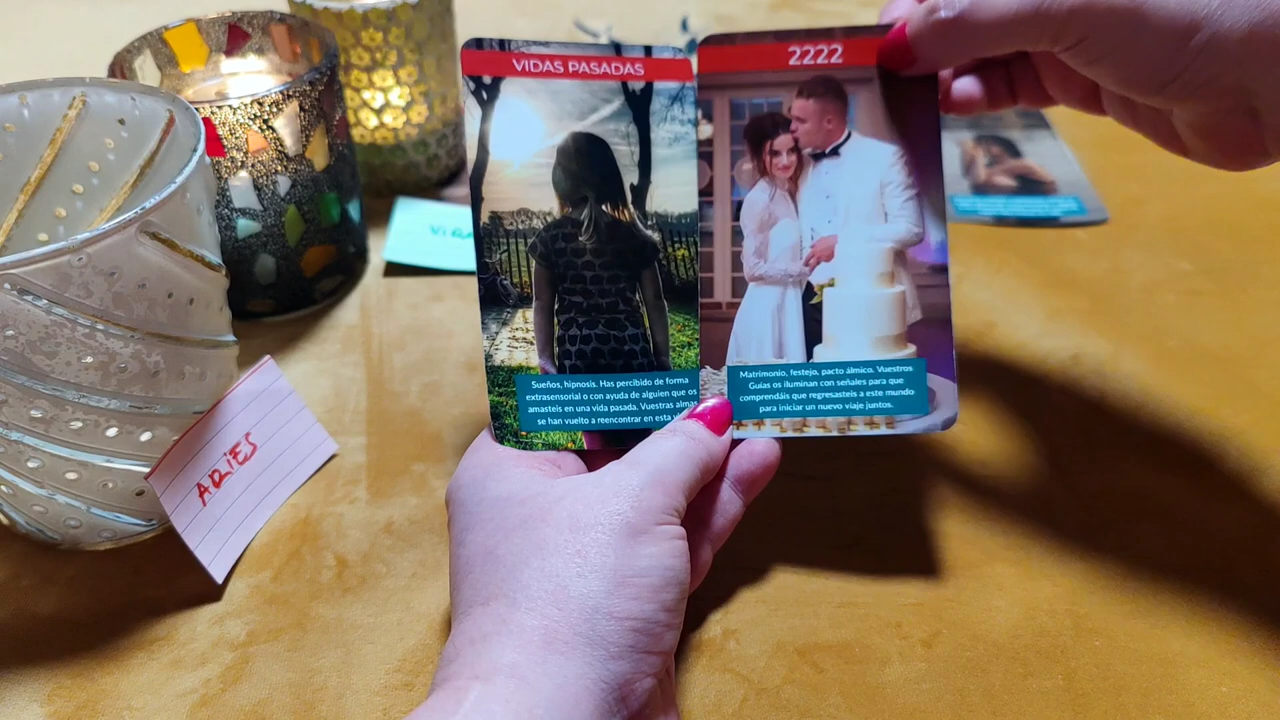 VIDAS PASADAS
Sueños, hipnosis. Has percibido de forma
extrasensorial o con ayuda de alguien que os
amasteis en una vida pasada. Vuestras almas
se han vuelto a reencontrar en esta
2222
Matrimonio, festejo, pacto álmico. Vuestros
Guías os iluminan con señales para que
comprendáis que regresasteis a este mundo
para iniciar un nuevo viaje juntos.
ARIES